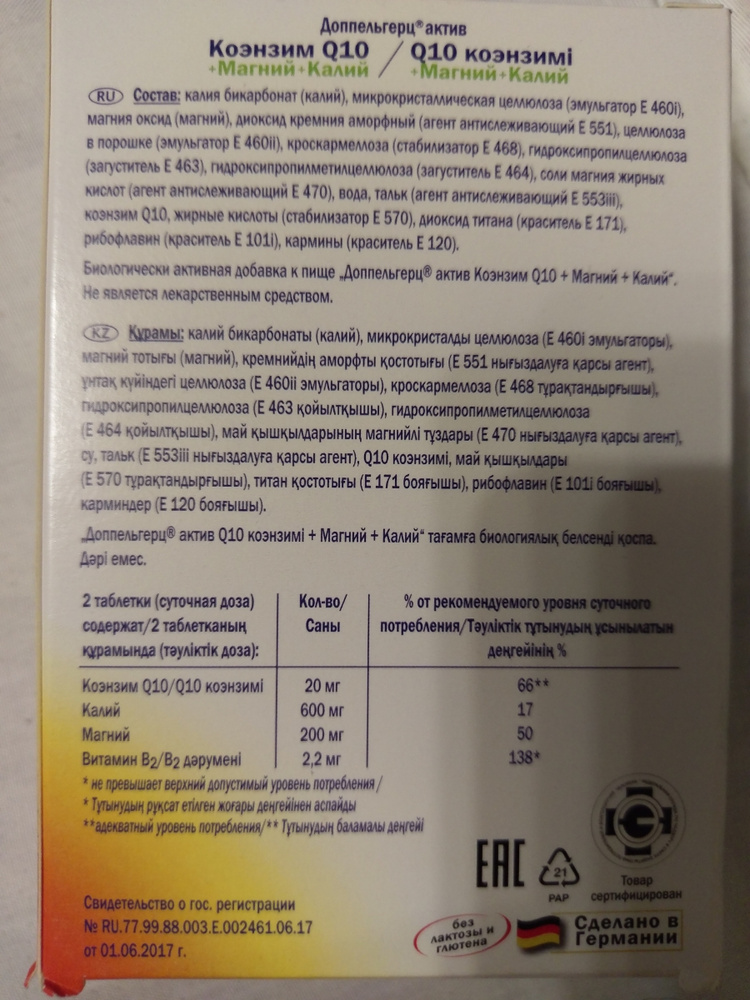 Доппельгерц® актив
Коэнзим Q10 / Q10 коэнзимі
+Магний+Калий +Магний+Калий
RU Состав: калия бикарбонат (калий), микрокристаллическая целлюлоза (эмульгатор Е 460i),
магния оксид (магний), диоксид кремния аморфный (агент антислеживающий Е 551), целлюлоза
в порошке (эмульгатор Е 460ii), кроскармеллоза (стабилизатор Е 468), гидроксипропилцеллюлоза
(загуститель Е 463), гидроксипропилметилцеллюлоза (загуститель Е 464), соли магния жирных
кислот (агент антислеживающий Е 470), вода, тальк (агент антислеживающий Е 553iii),
коэнзим Q10, жирные кислоты (стабилизатор Е 570), диоксид титана (краситель Е 171),
рибофлавин (краситель Е 101i), кармины (краситель Е 120).
Биологически активная добавка к пище „Доппельгерц® актив Коэнзим Q10 + Магний + Калий“.
Не является лекарственным средством.
KZ Құрамы: калий бикарбонаты (калий), микрокристалды целлюлоза (Е 460i эмульгаторы),
магний тотығы (магний), кремнийдің аморфты қостотығы (Е 551 нығыздалуға қарсы агент),
ұнтақ күйіндегі целлюлоза (Е 460ii эмульгаторы), кроскармеллоза (Е 468 тұрақтандырғышы),
гидроксипропилцеллюлоза (Е 463 қойылтқышы), гидроксипропилметилцеллюлоза
(Е 464 қойылтқышы), май қышқылдарының магнийлі тұздары (Е 470 нығыздалуға қарсы агент),
су, тальк (Е 553iii нығыздалуға қарсы агент), Q10 коэнзимі, май қышқылдары
(Е 570 тұрақтандырғышы), титан қостотығы (Е 171 бояғышы), рибофлавин (Е 101i бояғышы),
карминдер (Е 120 бояғышы).
„Доппельгерц® актив Q10 коэнзимі + Магний + Калий“ тағамға биологиялық белсенді қоспа.
Дәрі емес.
2 таблетки (суточная доза) Кол-во/ % от рекомендуемого уровня суточного
содержат/2 таблетканың Саны потребления/Тәуліктік тұтынудың ұсынылатын
құрамында (тәуліктік доза): деңгейінің %
Коэнзим Q10/Q10 коэнзимі 20 мг 66**
Калий 600 мг 17
Магний 200 мг 50
Витамин В2/В2 дәрумені 2,2 мг 138*
* не превышает верхний допустимый уровень потребления /
* Тұтынудың рұқсат етілген жоғары деңгейінен аспайды
**адекватный уровень потребления/** Тұтынудың баламалы деңгейі
EAC 21 PAP
Товар
сертифицирован
Свидетельство о гос. регистрации
№ RU.77.99.88.003.E.002461.06.17
от 01.06.2017 г.
без
лактозы и
глютена
Сделано в
Германии